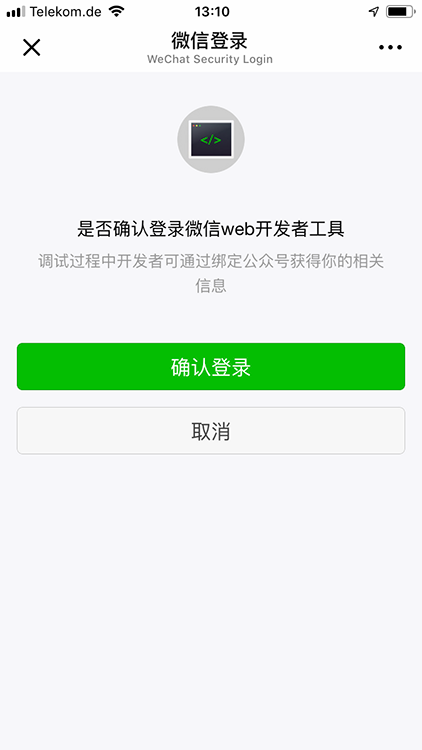 Telekom.de 13:10
微信登录
WeChat Security Login
</>
是否确认登录微信web开发者工具
调试过程中开发者可通过绑定公众号获得你的相关
信息
确认登录
取消